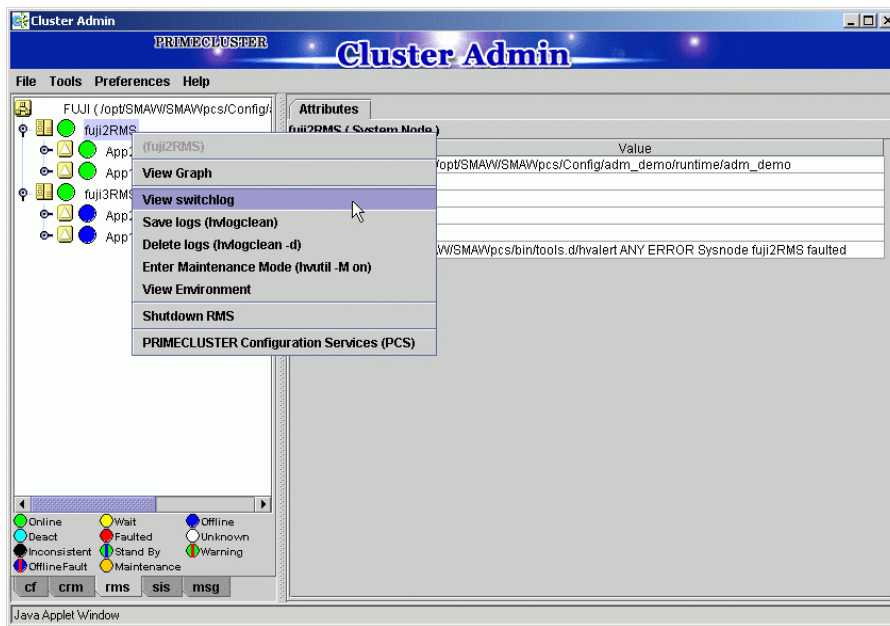 Cluster Admin
PRIMECLUSTER
Cluster Admin
File Tools Preferences Help
FUJI (/opt/SMAW/SMAWpcs/Config/
fuji2RMS
App2
App1
fuji3RMS
App2
App1
(fuji2RMS)
View Graph
View switchlog
Save logs (hvlogclean)
Delete logs (hvlogclean -d)
Enter Maintenance Mode (hvutil -M on)
View Environment
Shutdown RMS
PRIMECLUSTER Configuration Services (PCS)
Attributes
fuji2RMS ( System Node )
Value
/opt/SMAW/SMAWpcs/Config/adm_demo/runtime/adm_demo
W/SMAWpcs/bin/tools.d/hvalert ANY ERROR Sysnode fuji2RMS faulted
Online Wait Offline
Deact Faulted Unknown
Inconsistent Stand By Warning
OfflineFault Maintenance
cf crm rms sis msg
Java Applet Window